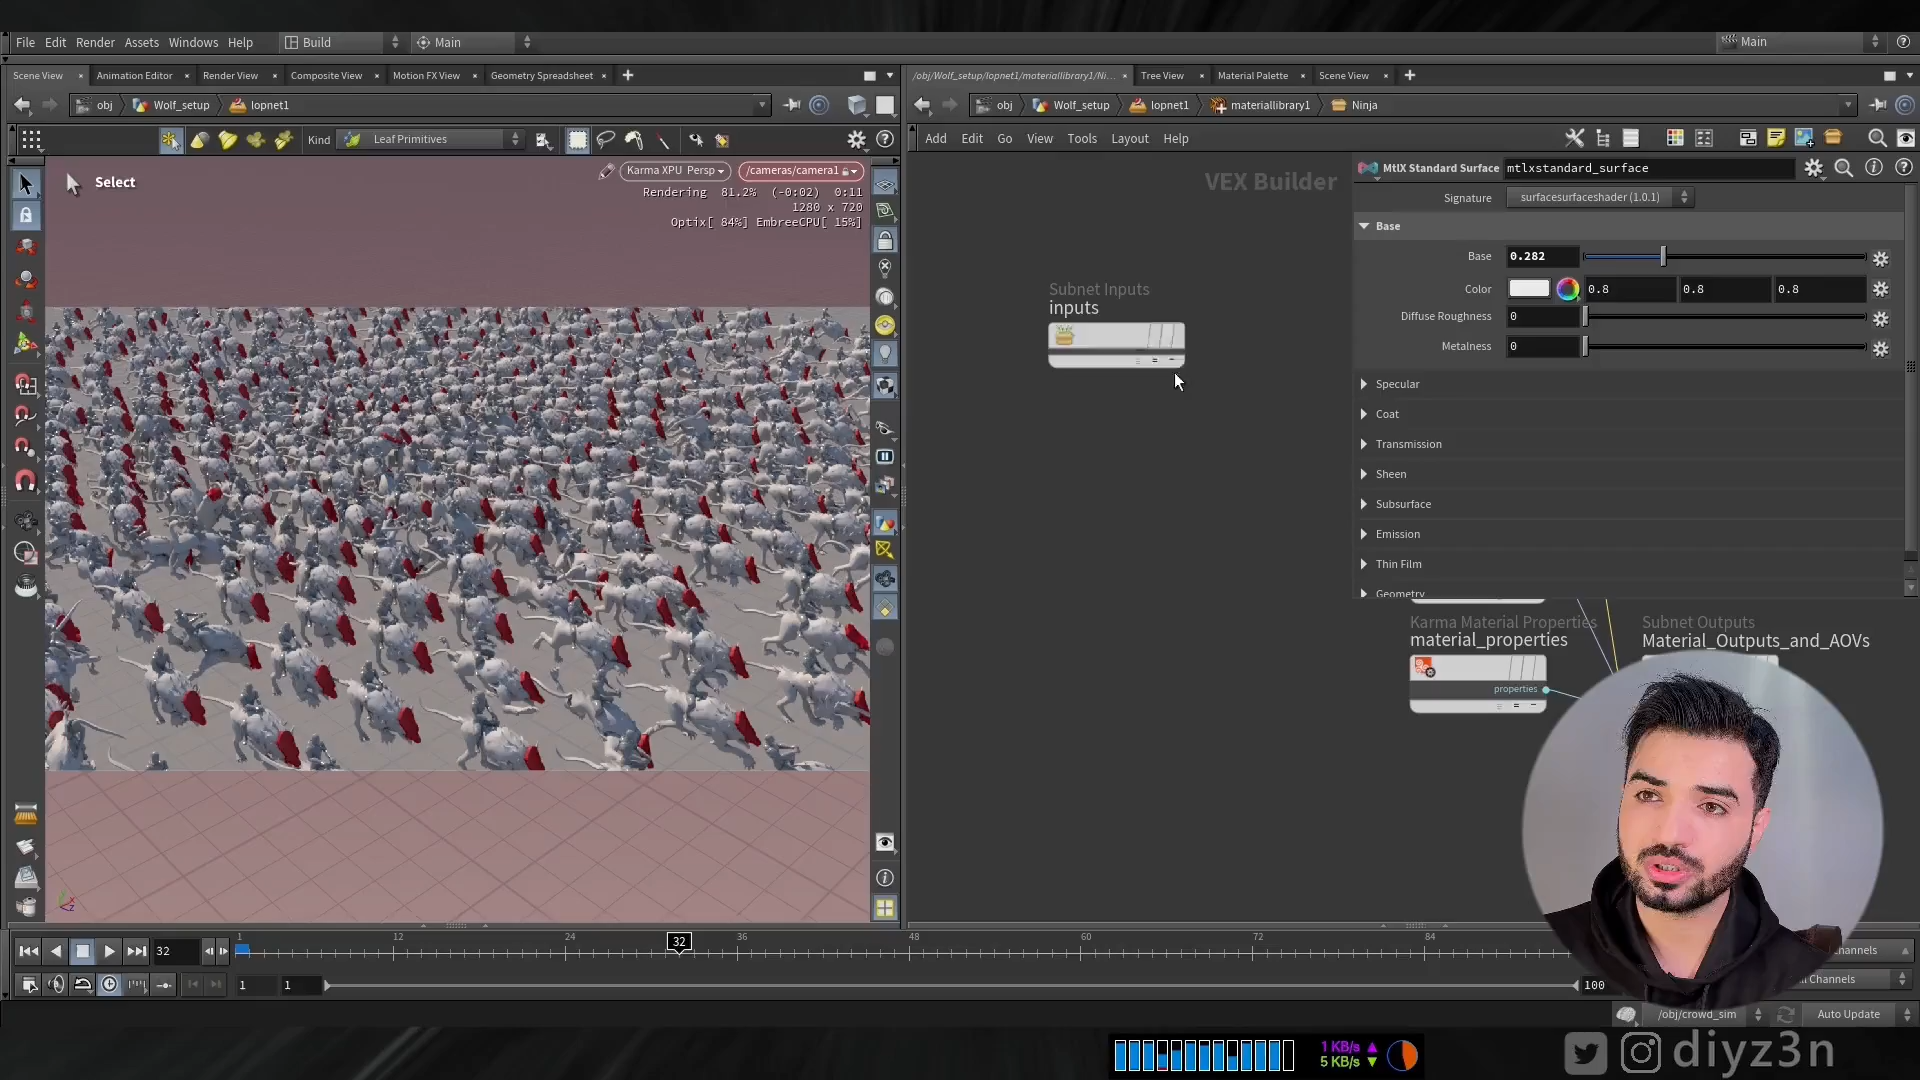 File Edit Render Assets Windows Help Build Main Main
Scene View Animation Editor Render View Composite View Motion FX View Geometry Spreadsheet
obj Wolf_setup lopnet1
Kind Leaf Primitives
Select
Karma XPU Persp /cameras/camera1
Rendering 81.2% (-0:02) 0:11
1280 x 720
Optix[ 84%] EmbreeCPU[ 15%]
/obj/Wolf_setup/lopnet1/materiallibrary1/Ni... Tree View Material Palette Scene View
obj Wolf_setup lopnet1 materiallibrary1 Ninja
Add Edit Go View Tools Layout Help
VEX Builder
MtlX Standard Surface mtlxstandard_surface
Signature surfacesurfaceshader (1.0.1)
Base
Base 0.282
Color 0.8 0.8 0.8
Diffuse Roughness 0
Metalness 0
Specular
Coat
Transmission
Sheen
Subsurface
Emission
Thin Film
Geometry
Subnet Inputs
inputs
Karma Material Properties
material_properties
properties
Subnet Outputs
Material_Outputs_and_AOVs
32
1 12 24 32 36 48 60 72 84
1 1 100
/obj/crowd_sim Auto Update
1 KB/s
5 KB/s
diyz3n